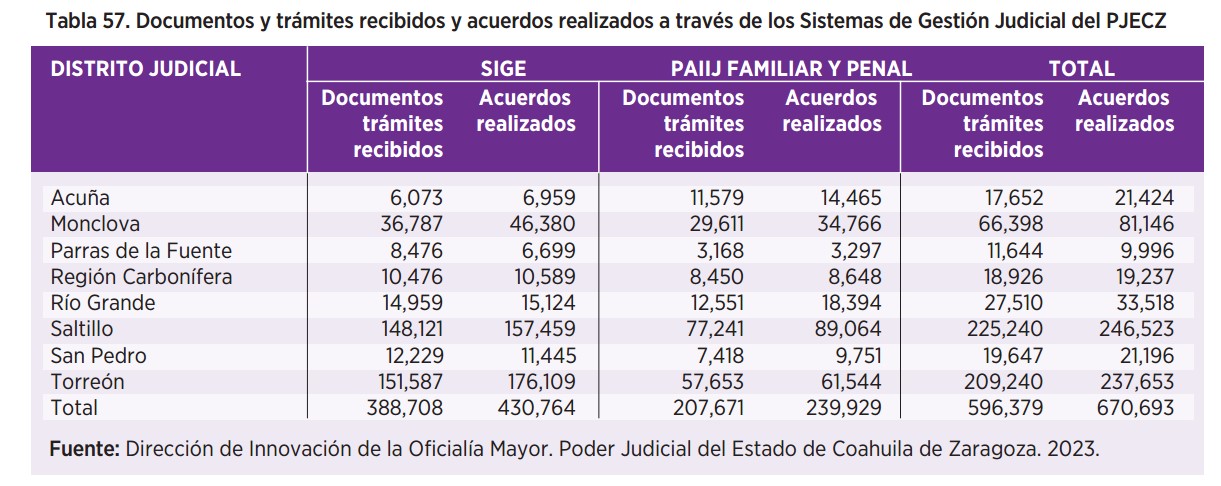 Tabla 57. Documentos y trámites recibidos y acuerdos realizados a través de los Sistemas de Gestión Judicial del PJECZ
DISTRITO JUDICIAL SIGE PAIIJ FAMILIAR Y PENAL TOTAL
Documentos Acuerdos Documentos Acuerdos Documentos Acuerdos
trámites realizados trámites realizados trámites realizados
recibidos recibidos recibidos
Acuña 6,073 6,959 11,579 14,465 17,652 21,424
Monclova 36,787 46,380 29,611 34,766 66,398 81,146
Parras de la Fuente 8,476 6,699 3,168 3,297 11,644 9,996
Región Carbonífera 10,476 10,589 8,450 8,648 18,926 19,237
Río Grande 14,959 15,124 12,551 18,394 27,510 33,518
Saltillo 148,121 157,459 77,241 89,064 225,240 246,523
San Pedro 12,229 11,445 7,418 9,751 19,647 21,196
Torreón 151,587 176,109 57,653 61,544 209,240 237,653
Total 388,708 430,764 207,671 239,929 596,379 670,693
Fuente: Dirección de Innovación de la Oficialía Mayor. Poder Judicial del Estado de Coahuila de Zaragoza. 2023.